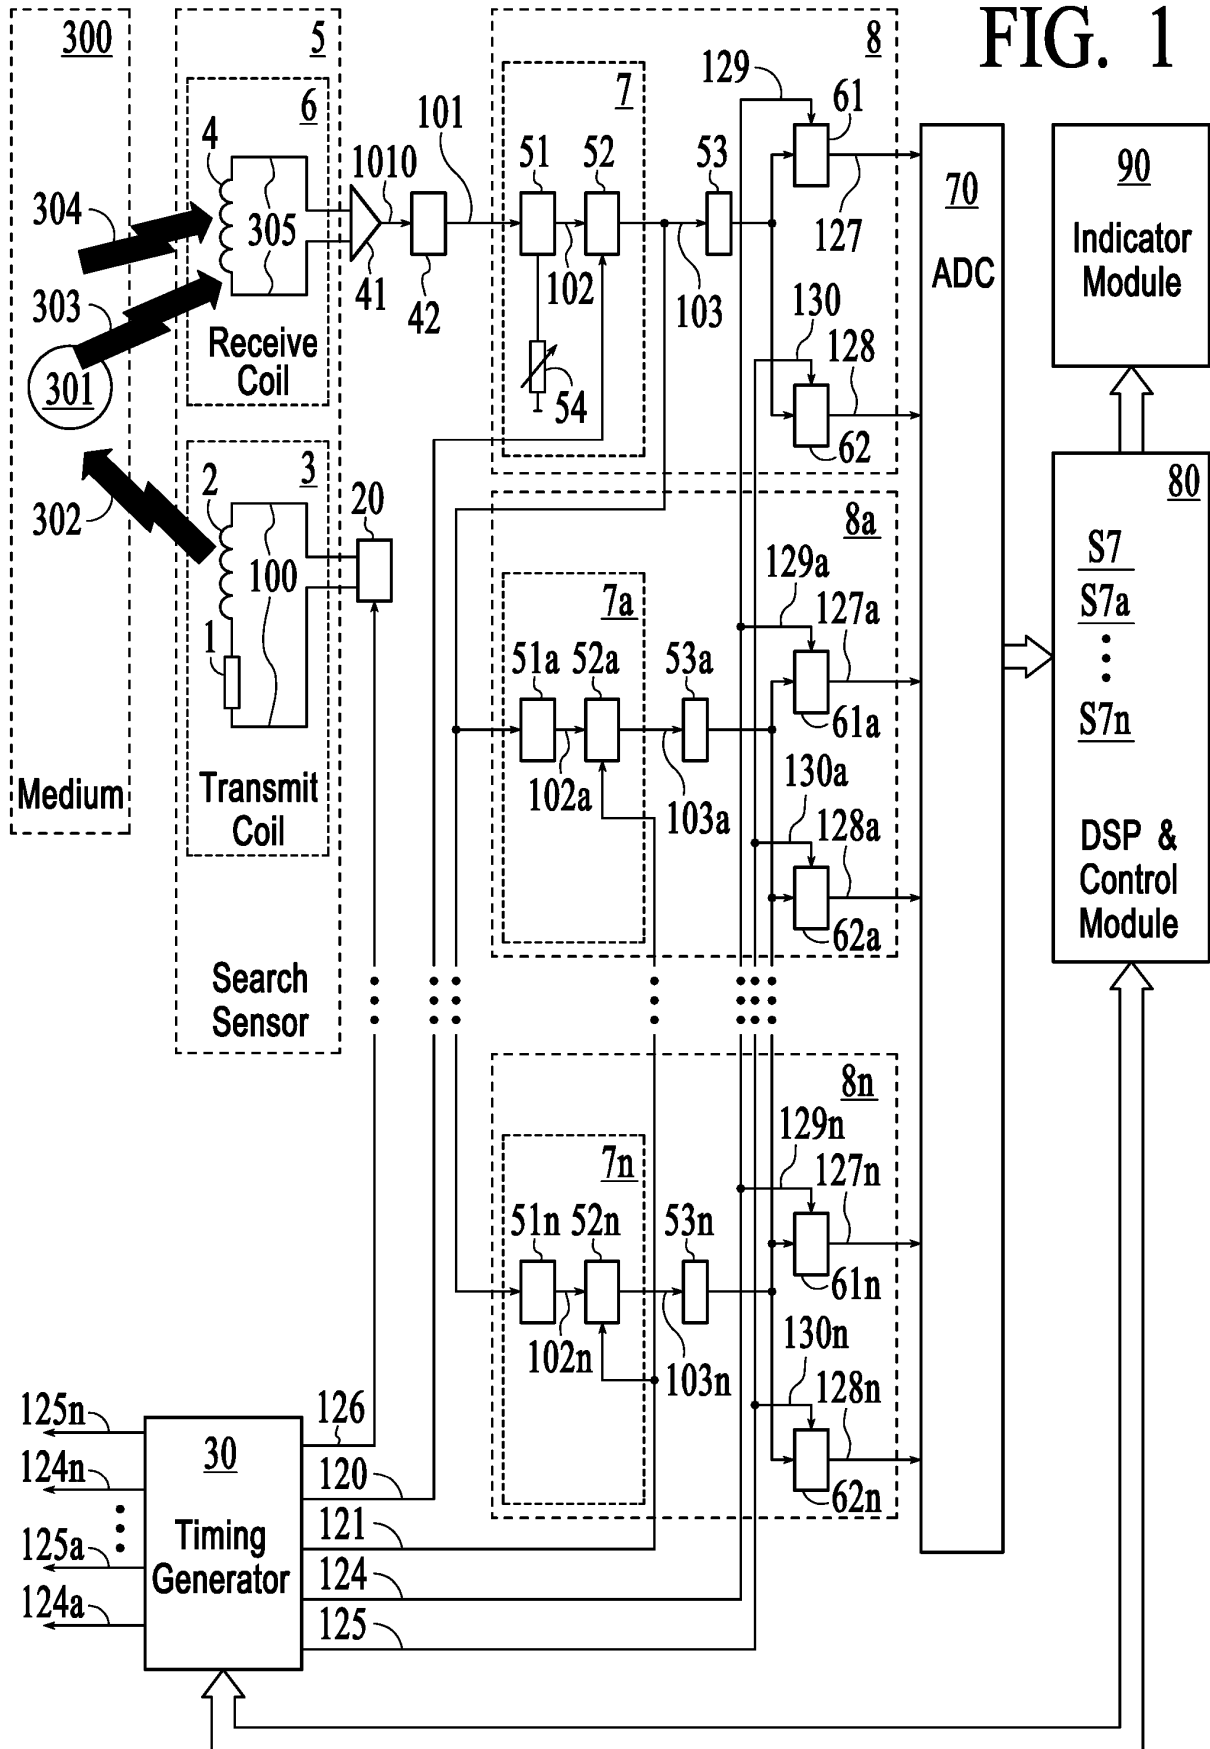 FIG. 1
300
5
8
6
7
129
61
4
101
51
52
53
1010
90
304
305
102
127
70
Indicator
Module
ADC
41
103
303
42
130
Receive
Coil
128
301
54
62
80
3
2
20
302
8a
S7
100
129a
S7a
7a
127a
1
51a
52a
53a
S7n
61a
130a
Medium
Transmit
Coil
102a
103a
128a
DSP &
Control
Module
62a
Search
Sensor
8n
129n
7n
127n
51n
52n
53n
61n
130n
102n
103n
128n
125n
126
30
124n
120
62n
Timing
Generator
121
125a
124
124a
125